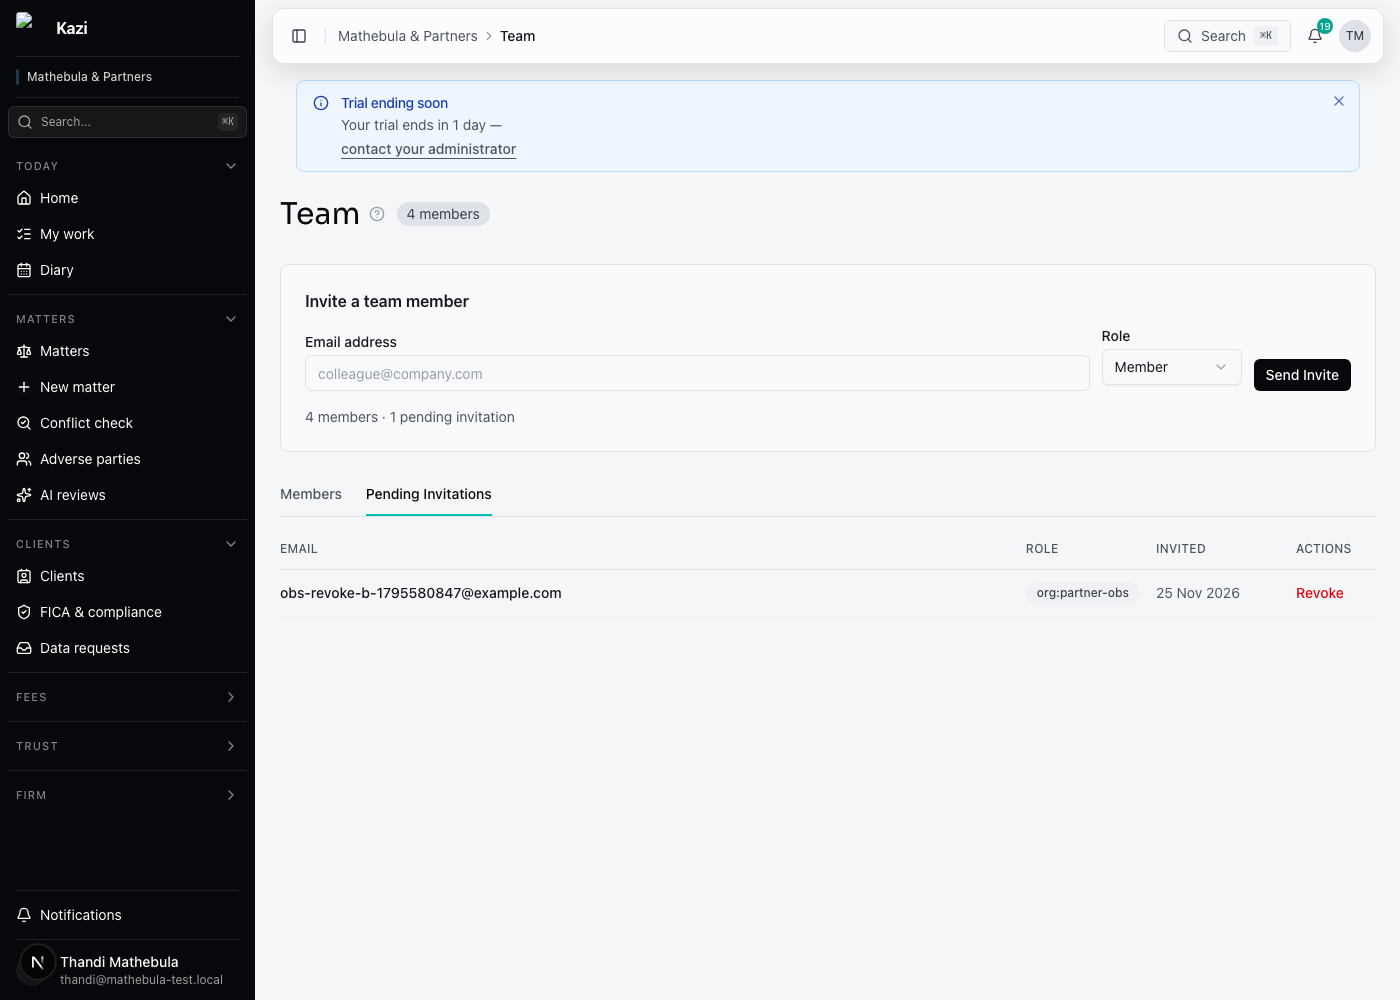 Kazi
Mathebula & Partners
Search... ⌘K
TODAY
Home
My work
Diary
MATTERS
Matters
New matter
Conflict check
Adverse parties
AI reviews
CLIENTS
Clients
FICA & compliance
Data requests
FEES
TRUST
FIRM
Notifications
N
Thandi Mathebula
thandi@mathebula-test.local
Mathebula & Partners > Team
Search ⌘K
19
TM
Trial ending soon
Your trial ends in 1 day —
contact your administrator
Team 4 members
Invite a team member
Email address
colleague@company.com
Role
Member
Send Invite
4 members · 1 pending invitation
Members Pending Invitations
EMAIL ROLE INVITED ACTIONS
obs-revoke-b-1795580847@example.com org:partner-obs 25 Nov 2026 Revoke